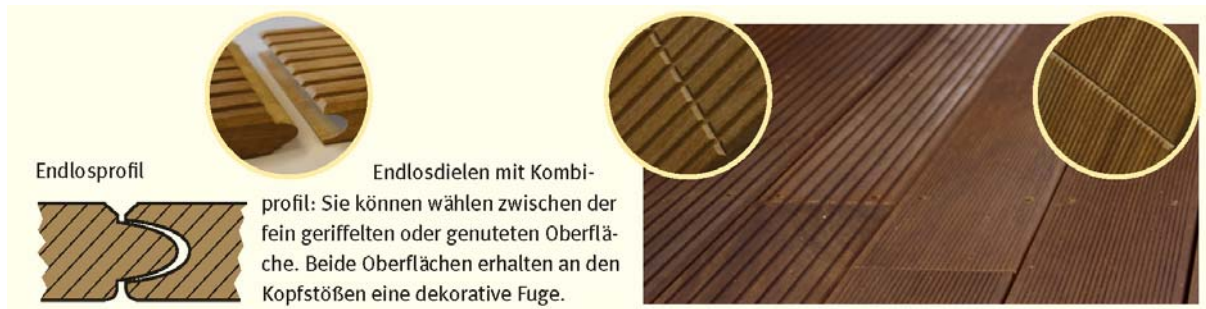 Endlosprofil
Endlosdielen mit Kombi-
profil: Sie können wählen zwischen der
fein geriffelten oder genuteten Oberflä-
che. Beide Oberflächen erhalten an den
Kopfstößen eine dekorative Fuge.